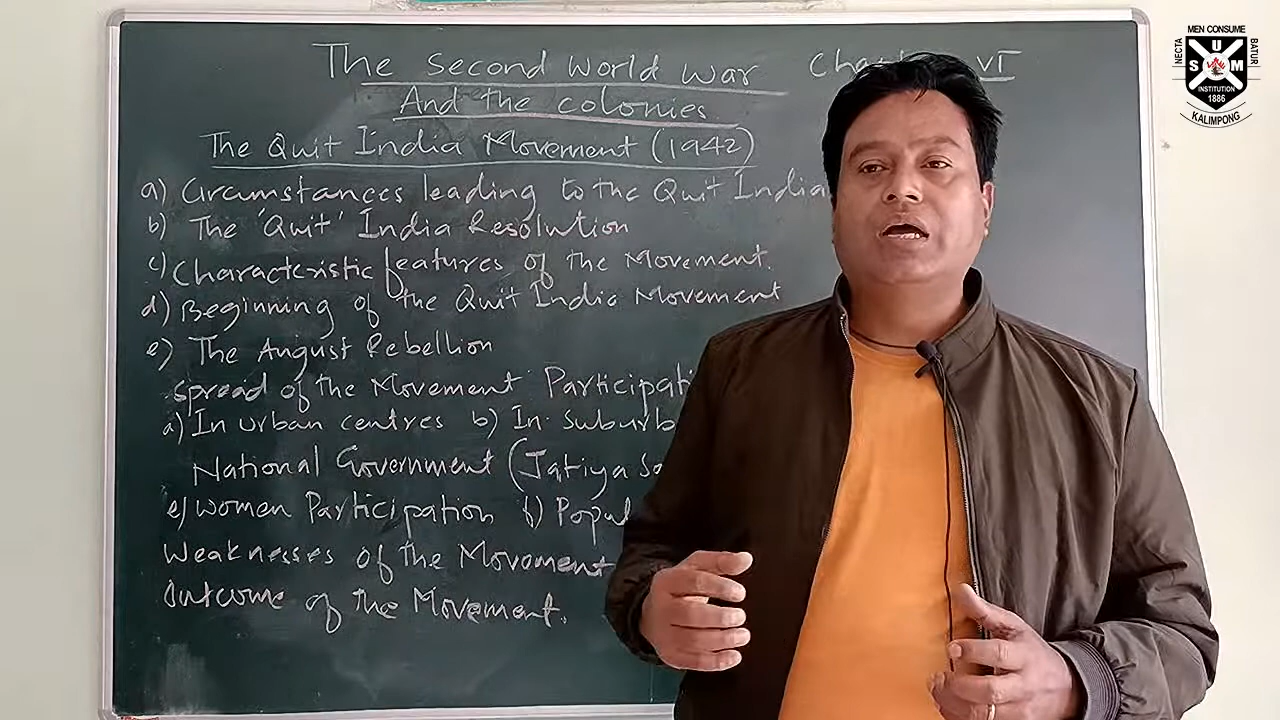 The Second World War Chapt VI
And the colonies.
The Quit India Movement (1942)
a) Circumstances leading to the Quit India
b) The 'Quit' India Resolution
c) Characteristic features of the Movement.
d) Beginning of the Quit India Movement
e) The August Rebellion
spread of the Movement Participati
a) In urban centres b) In Suburb
National Government (Jatiya Sa
e) Women Participation f) Popul
Weaknesses of the Movement
Outcome of the Movement.
MEN CONSUME
NECTA
BATUR
S U M
INSTITUTION
1886
KALIMPONG